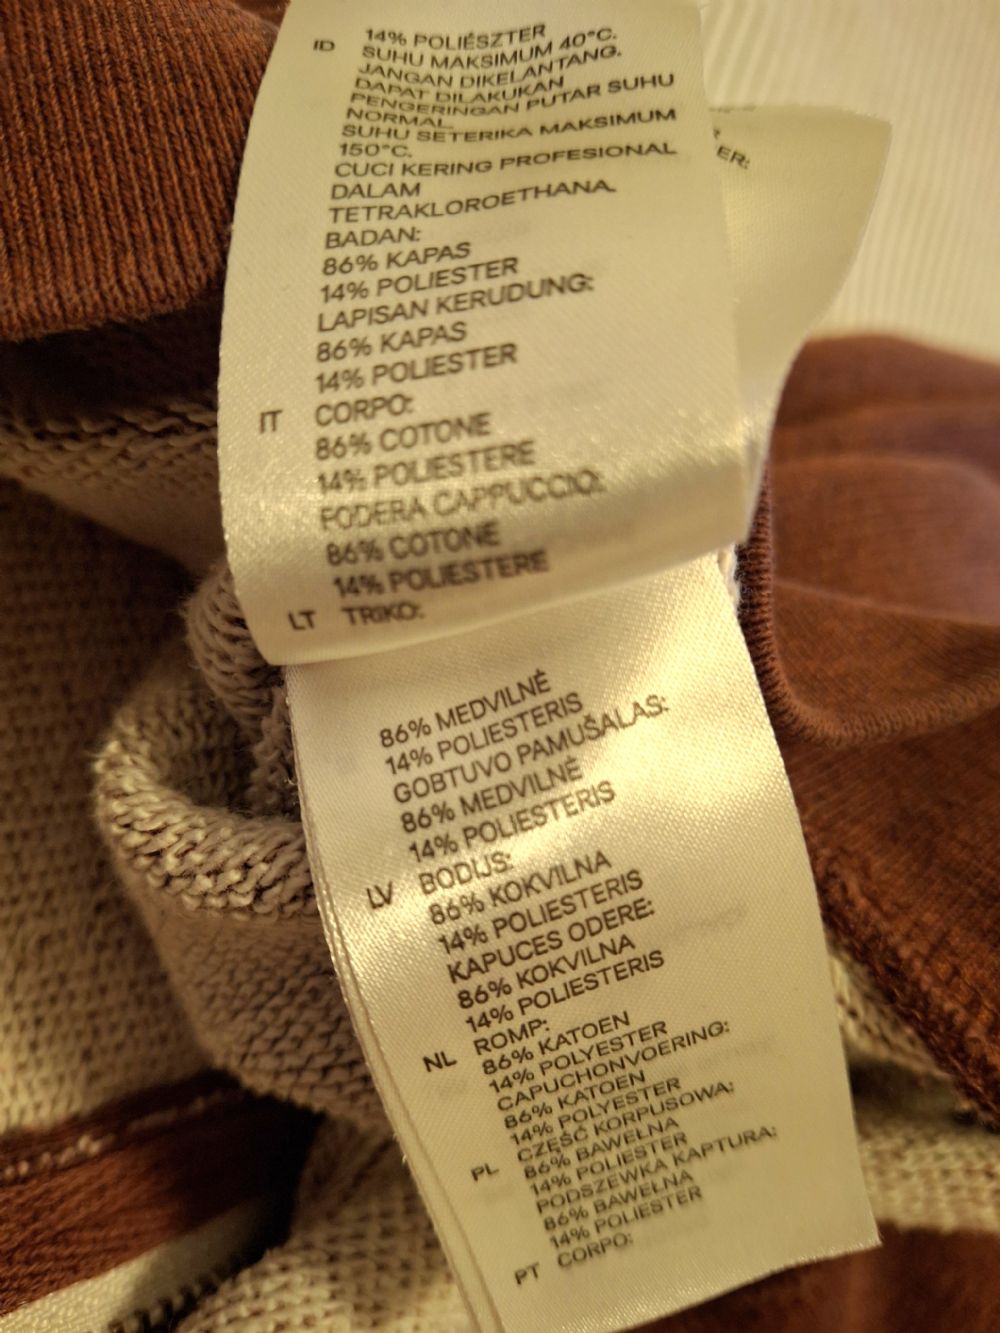 14% POLIÉSZTER
ID SUHU MAKSIMUM 40°C.
JANGAN DIKELANTANG.
DAPAT DILAKUKAN
PENGERINGAN PUTAR SUHU
NORMAL.
SUHU SETERIKA MAKSIMUM
150°C.
CUCI KERING PROFESIONAL
DALAM
TETRAKLOROETHANA.
BADAN:
86% KAPAS
14% POLIESTER
LAPISAN KERUDUNG:
86% KAPAS
14% POLIESTER
IT CORPO:
86% COTONE
14% POLIESTERE
FODERA CAPPUCCIO:
86% COTONE
14% POLIESTERE
LT TRIKO:
ER:
86% MEDVILNĖ
14% POLIESTERIS
GOBTUVO PAMUŠALAS:
86% MEDVILNĖ
14% POLIESTERIS
LV BODIJS:
86% KOKVILNA
14% POLIESTERIS
KAPUCES ODERE:
86% KOKVILNA
14% POLIESTERIS
NL ROMP:
86% KATOEN
14% POLYESTER
CAPUCHONVOERING:
86% KATOEN
14% POLYESTER
PL CZĘŚĆ KORPUSOWA:
86% BAWEŁNA
14% POLIESTER
PODSZEWKA KAPTURA:
86% BAWEŁNA
14% POLIESTER
PT CORPO: